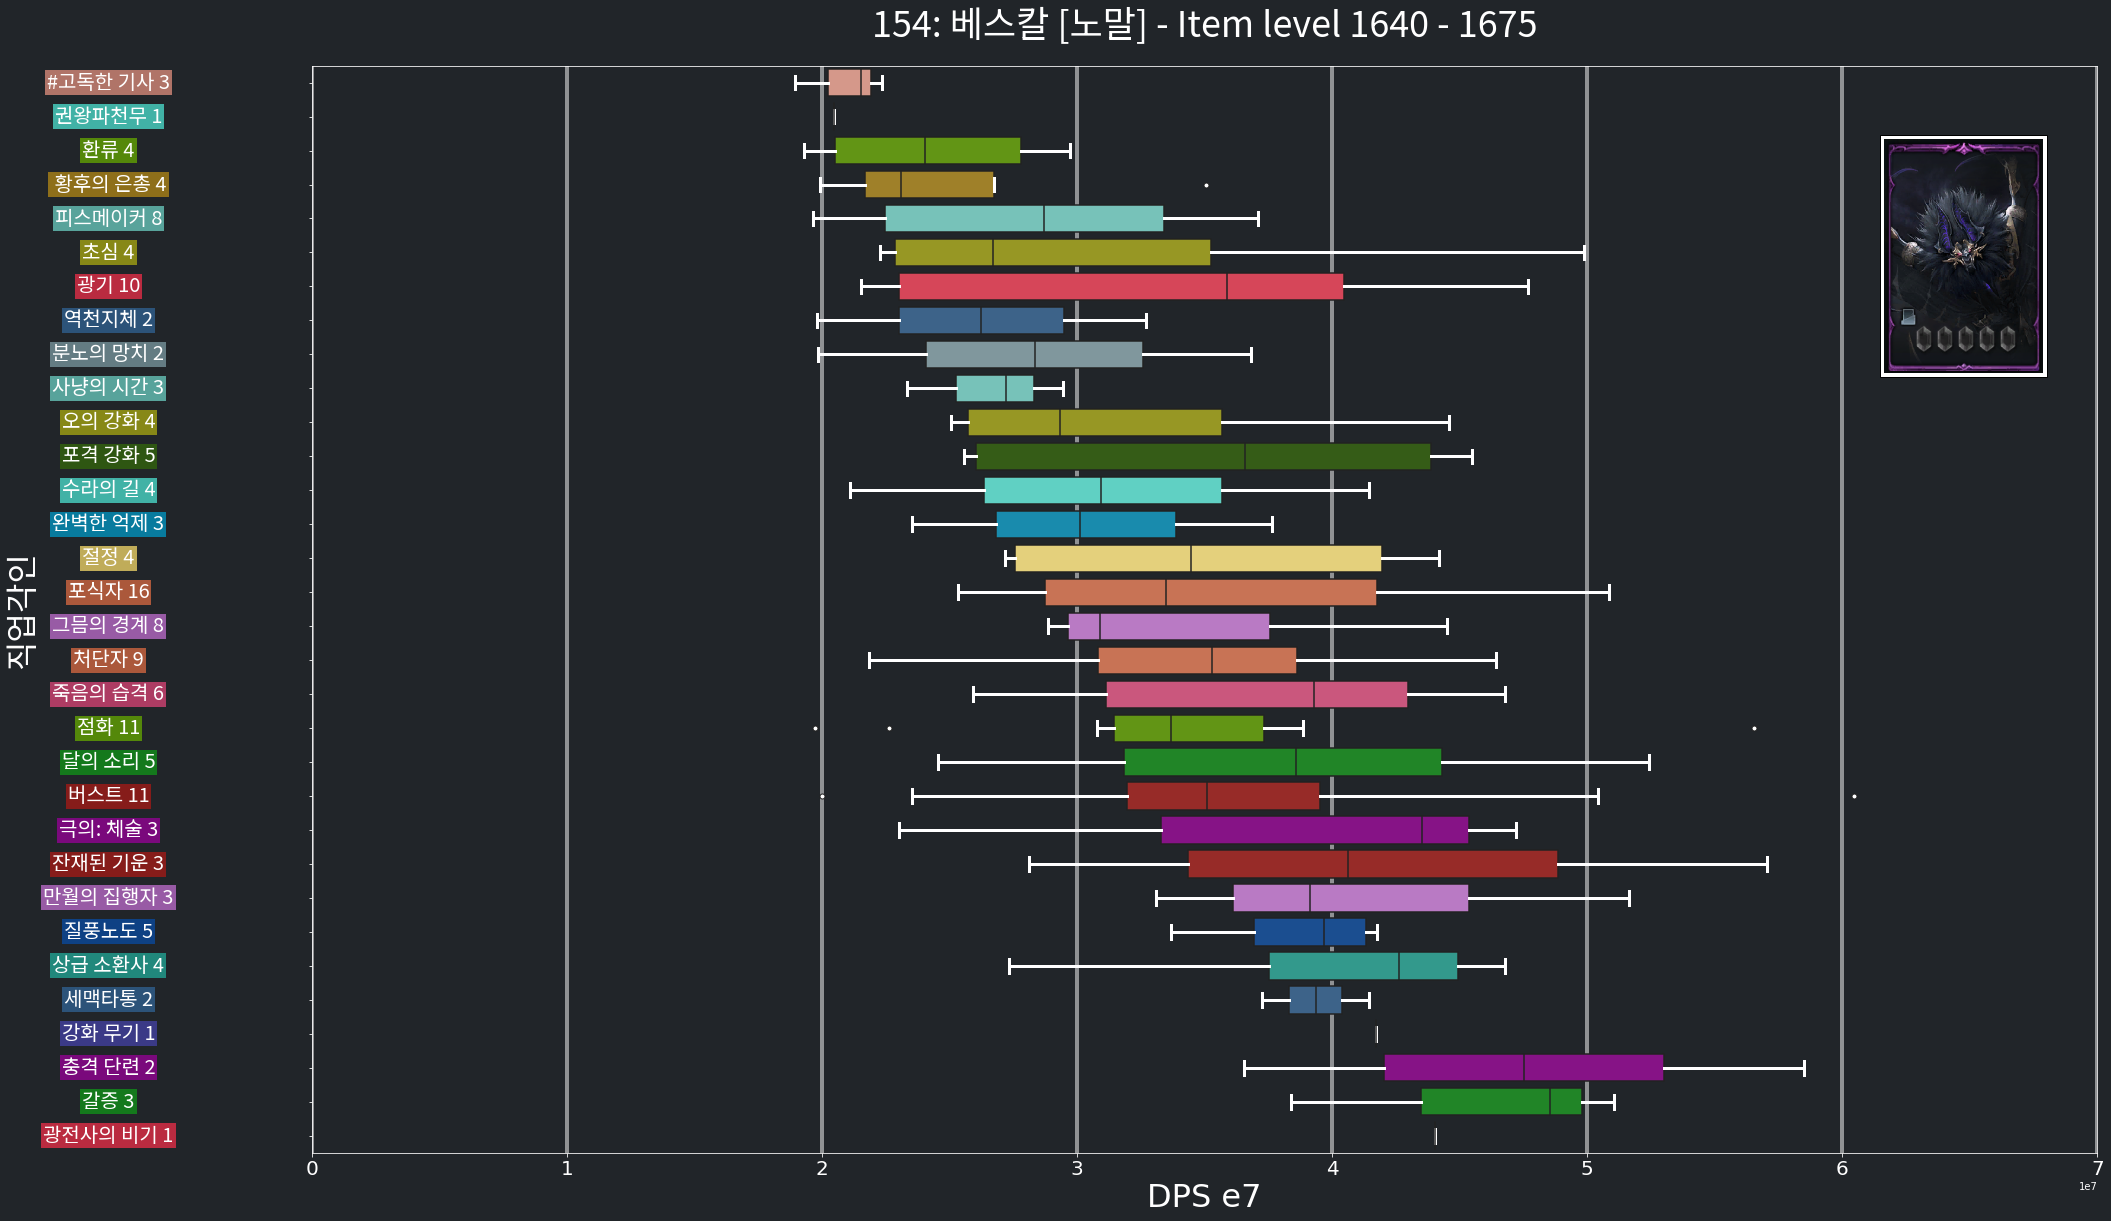 154: 베스칼 [노말] - Item level 1640 - 1675
#고독한 기사 3
권왕파천무 1
환류 4
황후의 은총 4
피스메이커 8
초심 4
광기 10
역천지체 2
분노의 망치 2
사냥의 시간 3
오의 강화 4
포격 강화 5
수라의 길 4
완벽한 억제 3
절정 4
포식자 16
그믐의 경계 8
처단자 9
죽음의 습격 6
점화 11
달의 소리 5
버스트 11
극의: 체술 3
잔재된 기운 3
만월의 집행자 3
질풍노도 5
상급 소환사 4
세맥타통 2
강화 무기 1
충격 단련 2
갈증 3
광전사의 비기 1
직업각인
0 1 2 3 4 5 6 7
1e7
DPS e7